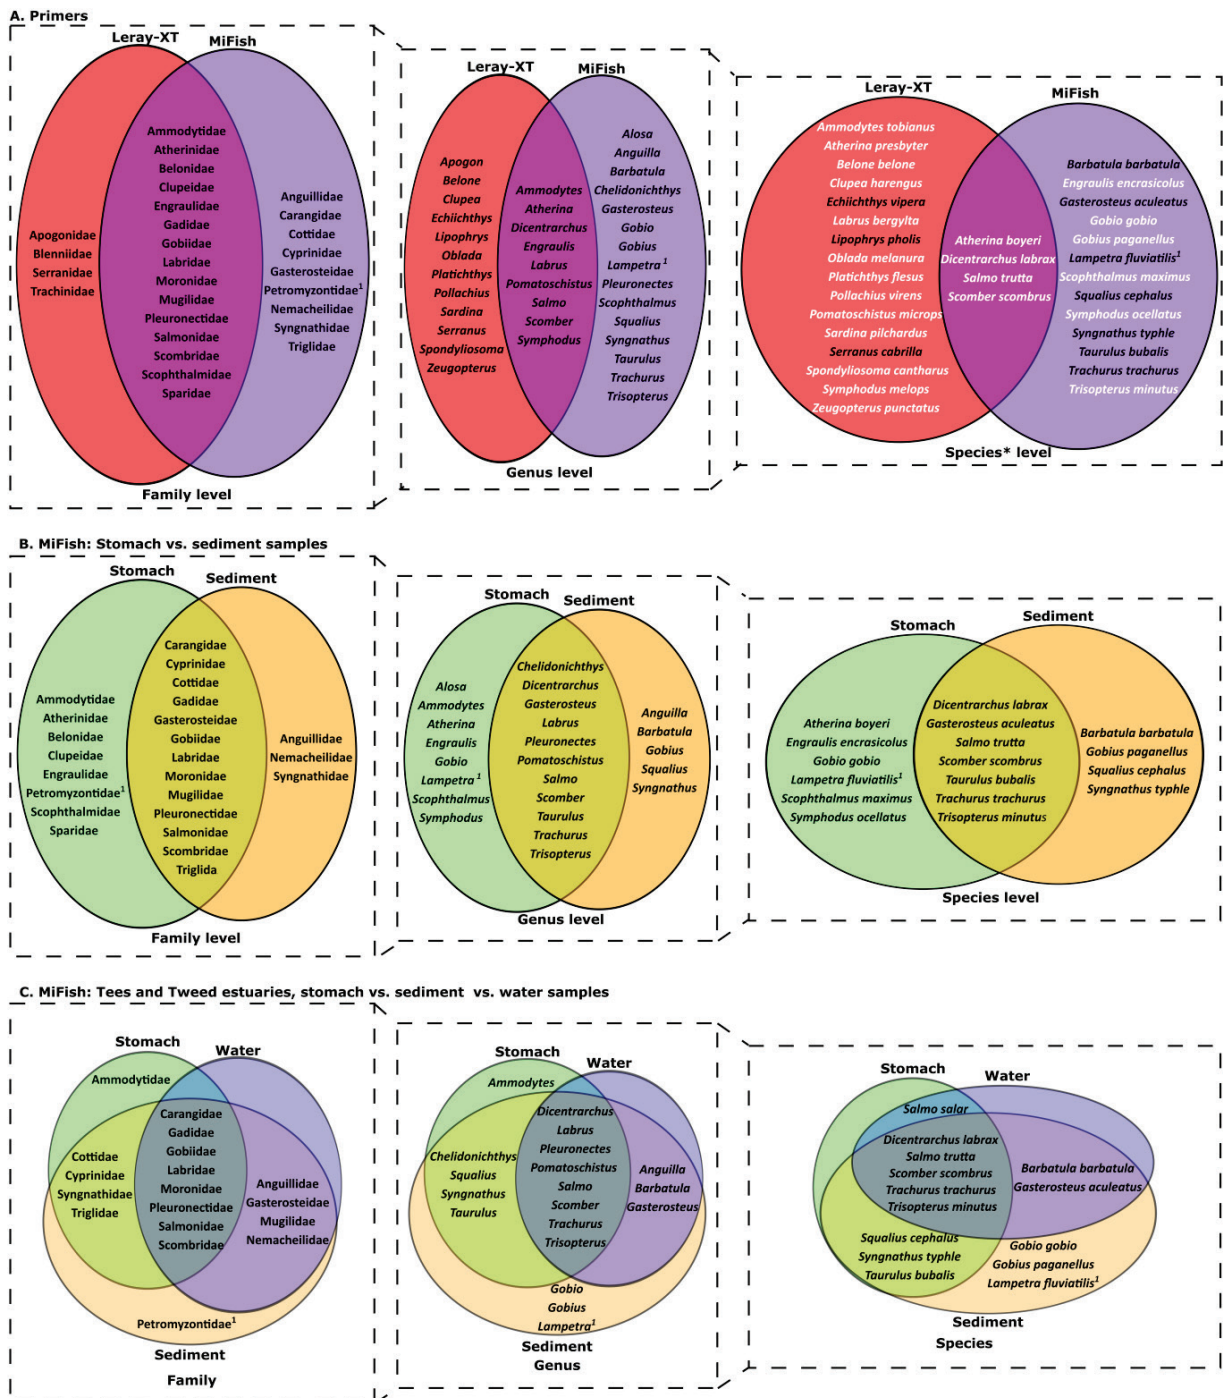 A. Primers
Leray-XT
MiFish
Ammodytidae
Atherinidae
Belonidae
Clupeidae
Engraulidae
Gadidae
Gobiidae
Labridae
Moronidae
Mugilidae
Pleuronectidae
Salmonidae
Scombridae
Scophthalmidae
Sparidae
Apogonidae
Blenniidae
Serranidae
Trachinidae
Anguillidae
Carangidae
Cottidae
Cyprinidae
Gasterosteidae
Petromyzontidae¹
Nemacheilidae
Syngnathidae
Triglidae
Family level
Leray-XT
MiFish
Apogon
Belone
Clupea
Echiichthys
Lipophrys
Oblada
Platichthys
Pollachius
Sardina
Serranus
Spondyliosoma
Zeugopterus
Ammodytes
Atherina
Dicentrarchus
Engraulis
Labrus
Pomatoschistus
Salmo
Scomber
Symphodus
Alosa
Anguilla
Barbatula
Chelidonichthys
Gasterosteus
Gobio
Gobius
Lampetra ¹
Pleuronectes
Scophthalmus
Squalius
Syngnathus
Taurulus
Trachurus
Trisopterus
Genus level
Leray-XT
MiFish
Ammodytes tobianus
Atherina presbyter
Belone belone
Clupea harengus
Echiichthys vipera
Labrus bergylta
Lipophrys pholis
Oblada melanura
Platichthys flesus
Pollachius virens
Pomatoschistus microps
Sardina pilchardus
Serranus cabrilla
Spondyliosoma cantharus
Symphodus melops
Zeugopterus punctatus
Atherina boyeri
Dicentrarchus labrax
Salmo trutta
Scomber scombrus
Barbatula barbatula
Engraulis encrasicolus
Gasterosteus aculeatus
Gobio gobio
Gobius paganellus
Lampetra fluviatilis¹
Scophthalmus maximus
Squalius cephalus
Symphodus ocellatus
Syngnathus typhle
Taurulus bubalis
Trachurus trachurus
Trisopterus minutus
Species* level
B. MiFish: Stomach vs. sediment samples
Stomach
Sediment
Ammodytidae
Atherinidae
Belonidae
Clupeidae
Engraulidae
Petromyzontidae¹
Scophthalmidae
Sparidae
Carangidae
Cyprinidae
Cottidae
Gadidae
Gasterosteidae
Gobiidae
Labridae
Moronidae
Mugilidae
Pleuronectidae
Salmonidae
Scombridae
Triglida
Anguillidae
Nemacheilidae
Syngnathidae
Family level
Stomach
Sediment
Alosa
Ammodytes
Atherina
Engraulis
Gobio
Lampetra ¹
Scophthalmus
Symphodus
Chelidonichthys
Dicentrarchus
Gasterosteus
Labrus
Pleuronectes
Pomatoschistus
Salmo
Scomber
Taurulus
Trachurus
Trisopterus
Anguilla
Barbatula
Gobius
Squalius
Syngnathus
Genus level
Stomach
Sediment
Atherina boyeri
Engraulis encrasicolus
Gobio gobio
Lampetra fluviatilis¹
Scophthalmus maximus
Symphodus ocellatus
Dicentrarchus labrax
Gasterosteus aculeatus
Salmo trutta
Scomber scombrus
Taurulus bubalis
Trachurus trachurus
Trisopterus minutus
Barbatula barbatula
Gobius paganellus
Squalius cephalus
Syngnathus typhle
Species level
C. MiFish: Tees and Tweed estuaries, stomach vs. sediment vs. water samples
Stomach
Water
Ammodytidae
Carangidae
Gadidae
Gobiidae
Labridae
Moronidae
Pleuronectidae
Salmonidae
Scombridae
Cottidae
Cyprinidae
Syngnathidae
Triglidae
Anguillidae
Gasterosteidae
Mugilidae
Nemacheilidae
Petromyzontidae¹
Sediment
Family
Stomach
Water
Ammodytes
Dicentrarchus
Labrus
Pleuronectes
Pomatoschistus
Salmo
Scomber
Trachurus
Trisopterus
Chelidonichthys
Squalius
Syngnathus
Taurulus
Anguilla
Barbatula
Gasterosteus
Gobio
Gobius
Lampetra¹
Sediment
Genus
Stomach
Water
Salmo salar
Dicentrarchus labrax
Salmo trutta
Scomber scombrus
Trachurus trachurus
Trisopterus minutus
Barbatula barbatula
Gasterosteus aculeatus
Squalius cephalus
Syngnathus typhle
Taurulus bubalis
Gobio gobio
Gobius paganellus
Lampetra fluviatilis¹
Sediment
Species